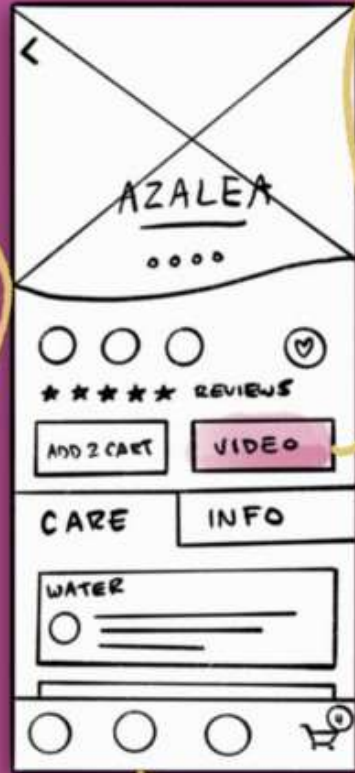 AZALEA
★★★★★ REVIEWS
ADD 2 CART VIDEO
CARE INFO
WATER